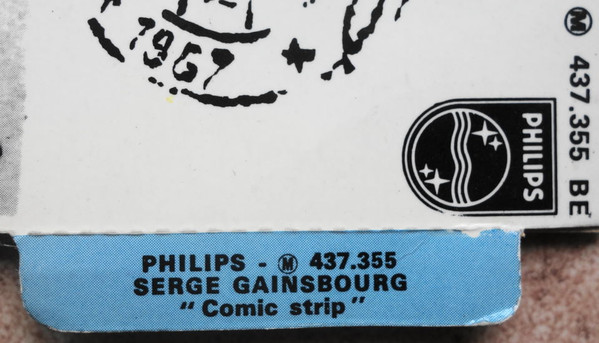 1967
PHILIPS
Ⓜ 437.355 BE
PHILIPS - Ⓜ 437.355
SERGE GAINSBOURG
"Comic strip"